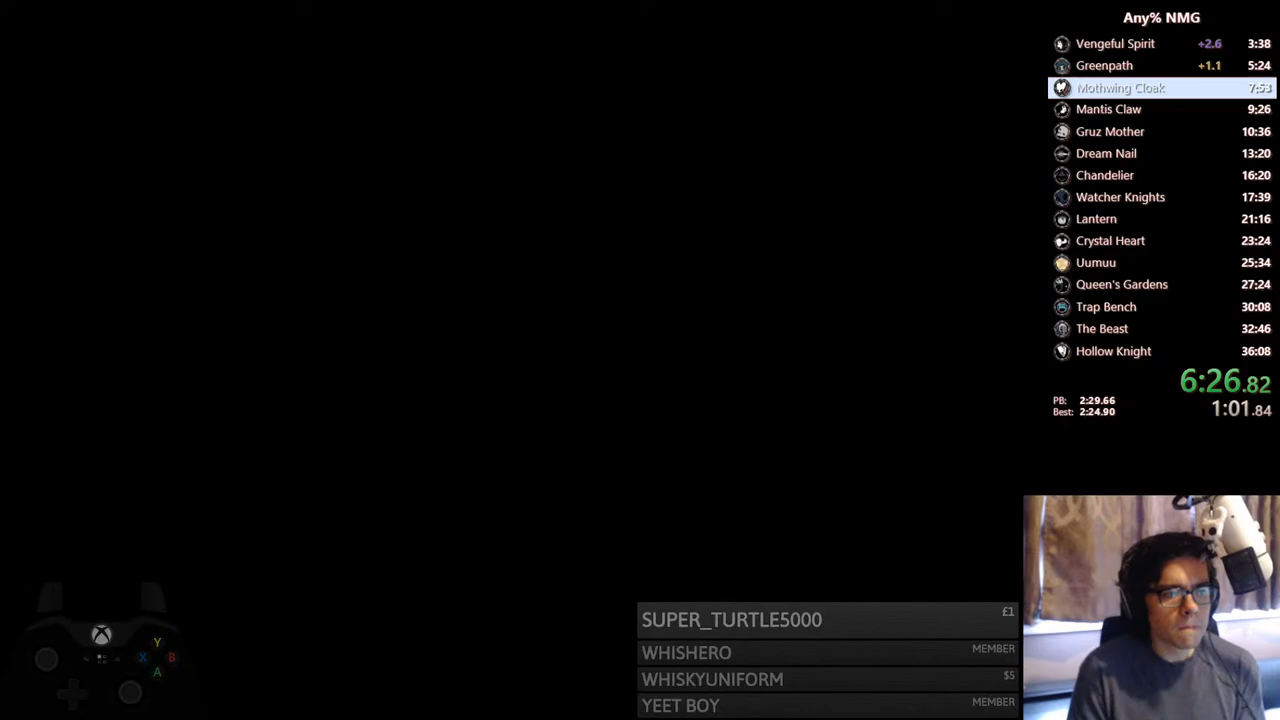 Any% NMG
Vengeful Spirit +2.6 3:38
Greenpath +1.1 5:24
Mothwing Cloak 7:53
Mantis Claw 9:26
Gruz Mother 10:36
Dream Nail 13:20
Chandelier 16:20
Watcher Knights 17:39
Lantern 21:16
Crystal Heart 23:24
Uumuu 25:34
Queen's Gardens 27:24
Trap Bench 30:08
The Beast 32:46
Hollow Knight 36:08
6:26.82
PB: 2:29.66
Best: 2:24.90
1:01.84
Y
X B
A
SUPER_TURTLE5000 £1
WHISHERO MEMBER
WHISKYUNIFORM $5
YEET BOY MEMBER